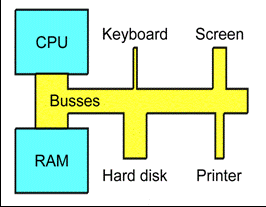 CPU
Keyboard
Screen
Busses
RAM
Hard disk
Printer